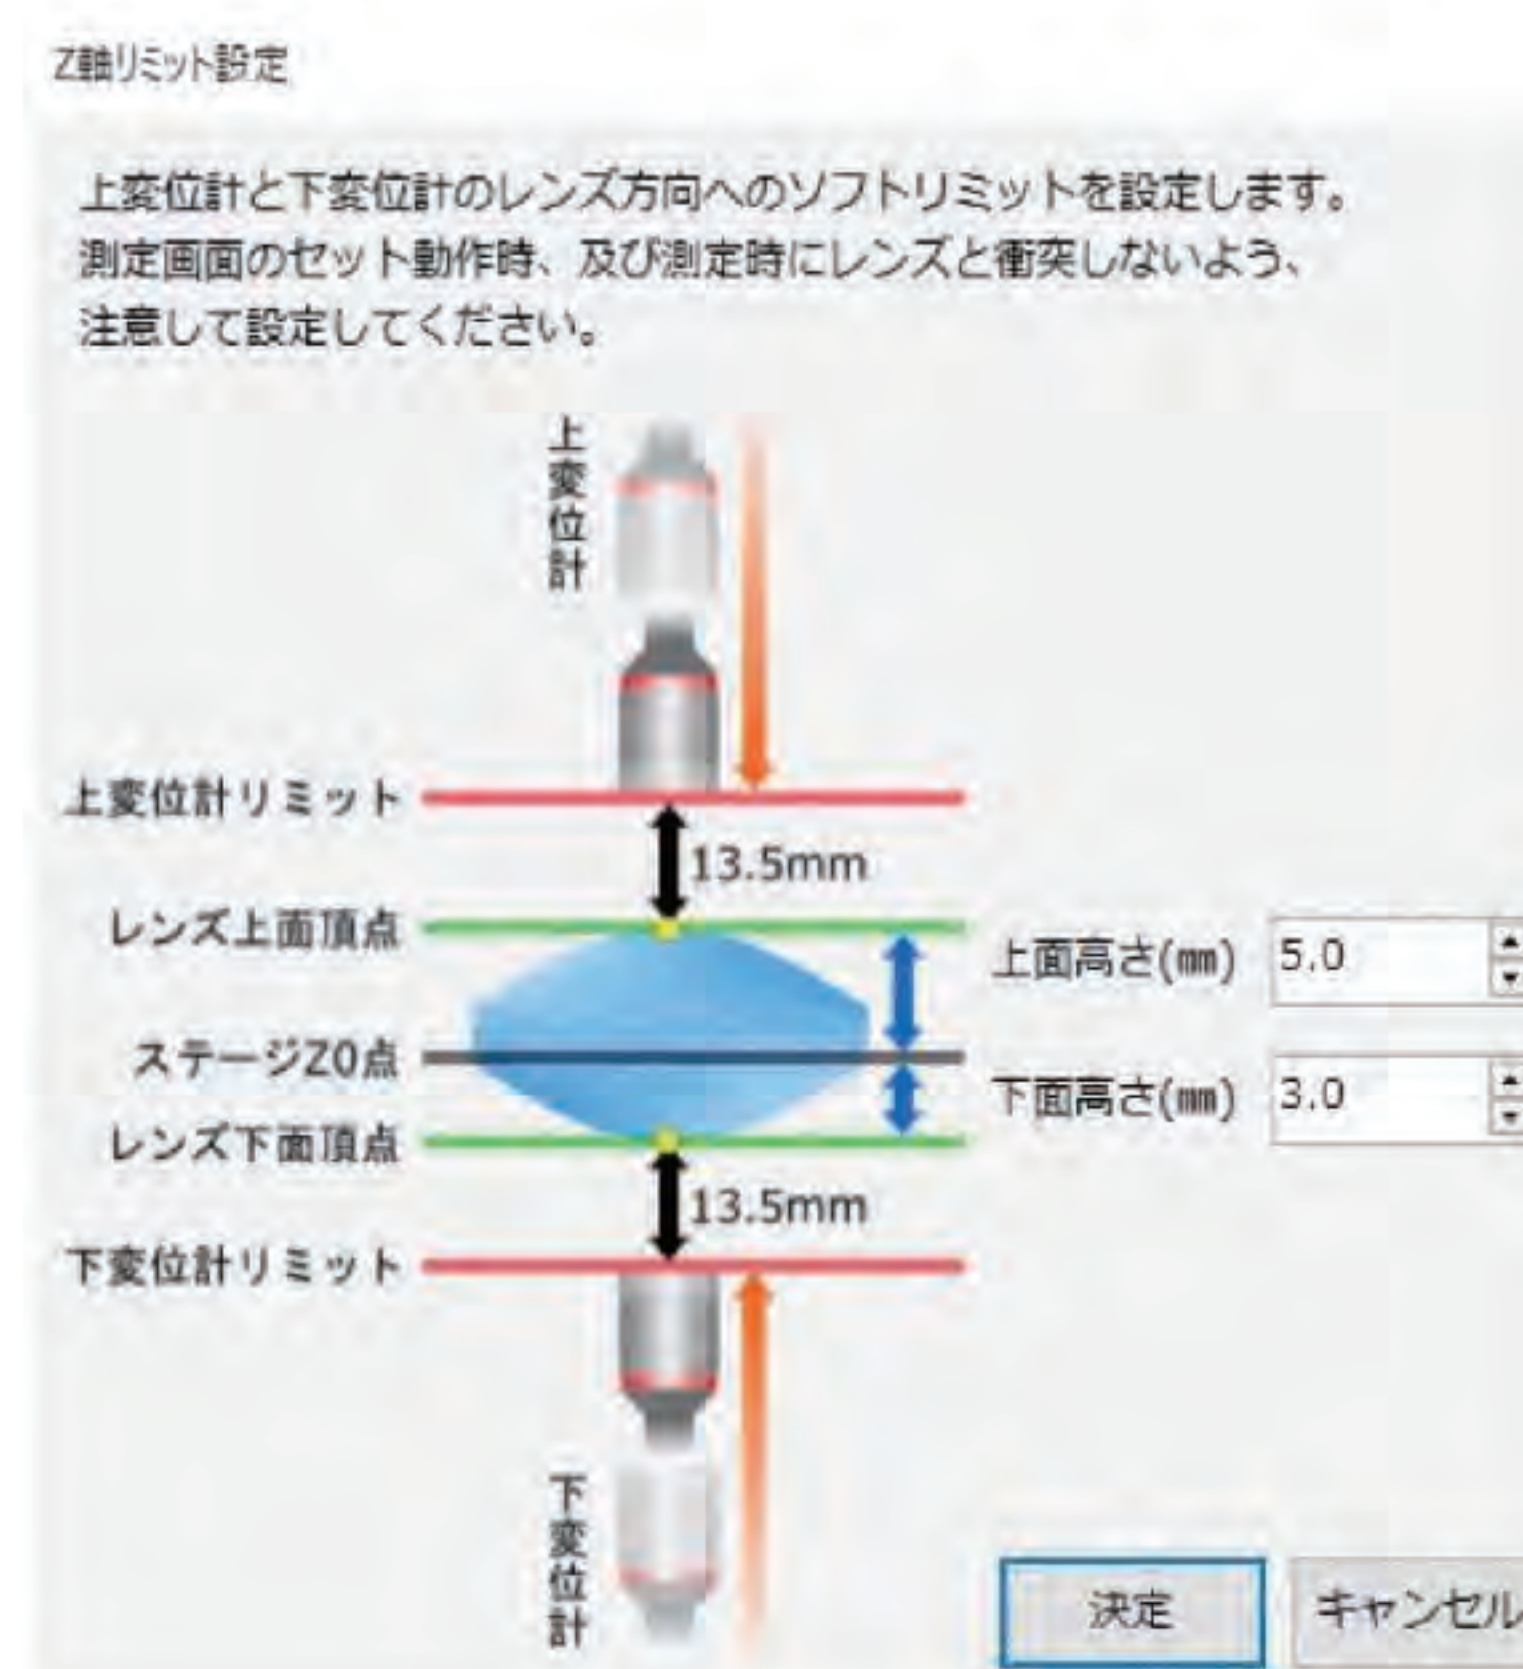 Z軸リミット設定
上変位計と下変位計のレンズ方向へのソフトリミットを設定します。
測定画面のセット動作時、及び測定時にレンズと衝突しないよう、
注意して設定してください。
上変位計
上変位計リミット
13.5mm
レンズ上面頂点
上面高さ(㎜) 5.0
ステージZ0点
下面高さ(㎜) 3.0
レンズ下面頂点
13.5mm
下変位計リミット
下変位計
決定 キャンセル